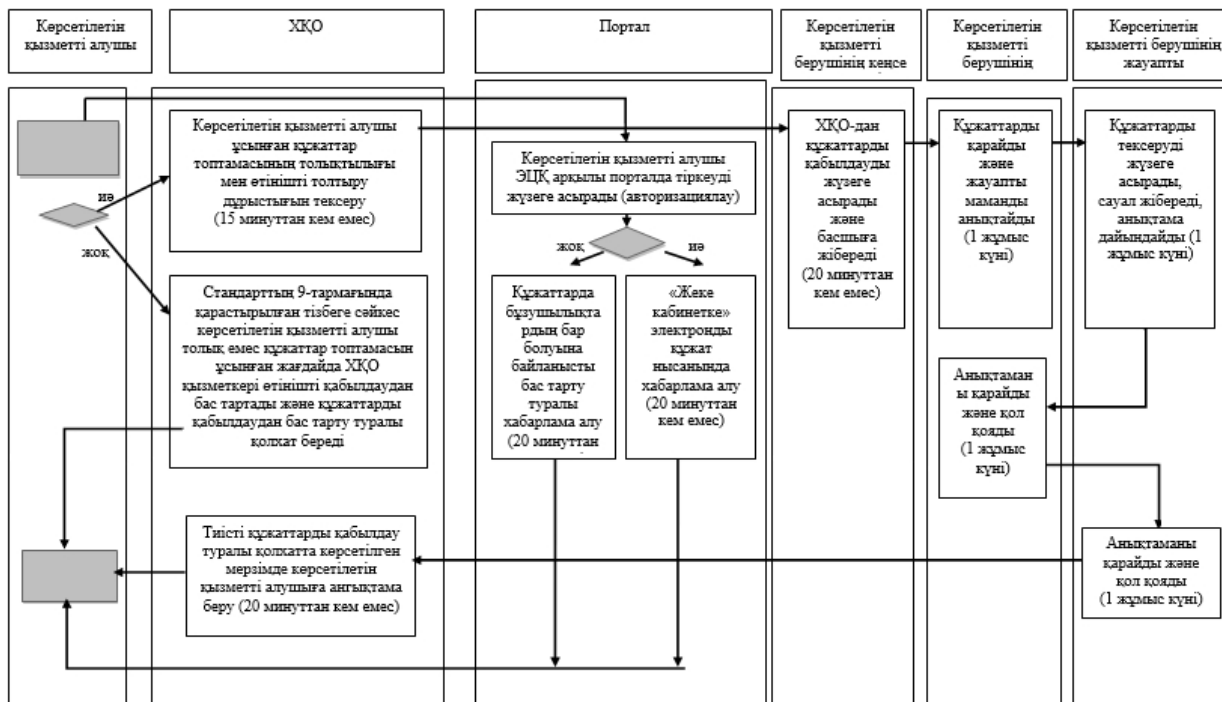 Көрсетілетін
қызметті алушы
ХҚО
Портал
Көрсетілетін
қызметті
берушінің кеңсе
Көрсетілетін
қызметті
берушінің
Көрсетілетін
қызметті берушінің
жауапты
Көрсетілетін қызметті алушы
ұсынған құжаттар
топтамасының толықтылығы
мен өтінішті толтыру
дұрыстығын тексеру
(15 минуттан кем емес)
Көрсетілетін қызметті алушы
ЭЦҚ арқылы порталда тіркеуді
жүзеге асырады (авторизациялау)
ХҚО-дан
құжаттарды
қабылдауды
жүзеге
асырады
және
басшыға
жібереді
(20 минуттан
кем емес)
Құжаттарды
қарайды
және
жауапты
маманды
анықтайды
(1 жұмыс
күні)
Құжаттарды
тексеруді
жүзеге
асырады,
сауал жібереді,
анықтама
дайындайды (1
жұмыс күні)
иә
жоқ
жоқ
иә
Стандарттың 9-тармағында
қарастырылған тізбеге сәйкес
көрсетілетін қызметті алушы
толық емес құжаттар топтамасын
ұсынған жағдайда ХҚО
қызметкері өтінішті қабылдаудан
бас тартады және құжаттарды
қабылдаудан бас тарту туралы
қолхат береді
Құжаттарда
бұзушылықта
рдың бар
болуына
байланысты
бас тарту
туралы
хабарлама алу
(20 минуттан
«Жеке
кабинетке»
электронды
құжат
нысанында
хабарлама алу
(20 минуттан
кем емес)
Анықтаман
ы қарайды
және қол
қояды
(1 жұмыс
күні)
Тиісті құжаттарды қабылдау
туралы қолхатта көрсетілген
мерзімде көрсетілетін
қызметті алушыға анғықтама
беру (20 минуттан кем емес)
Анықтаманы
қарайды және
қол қояды
(1 жұмыс күні)